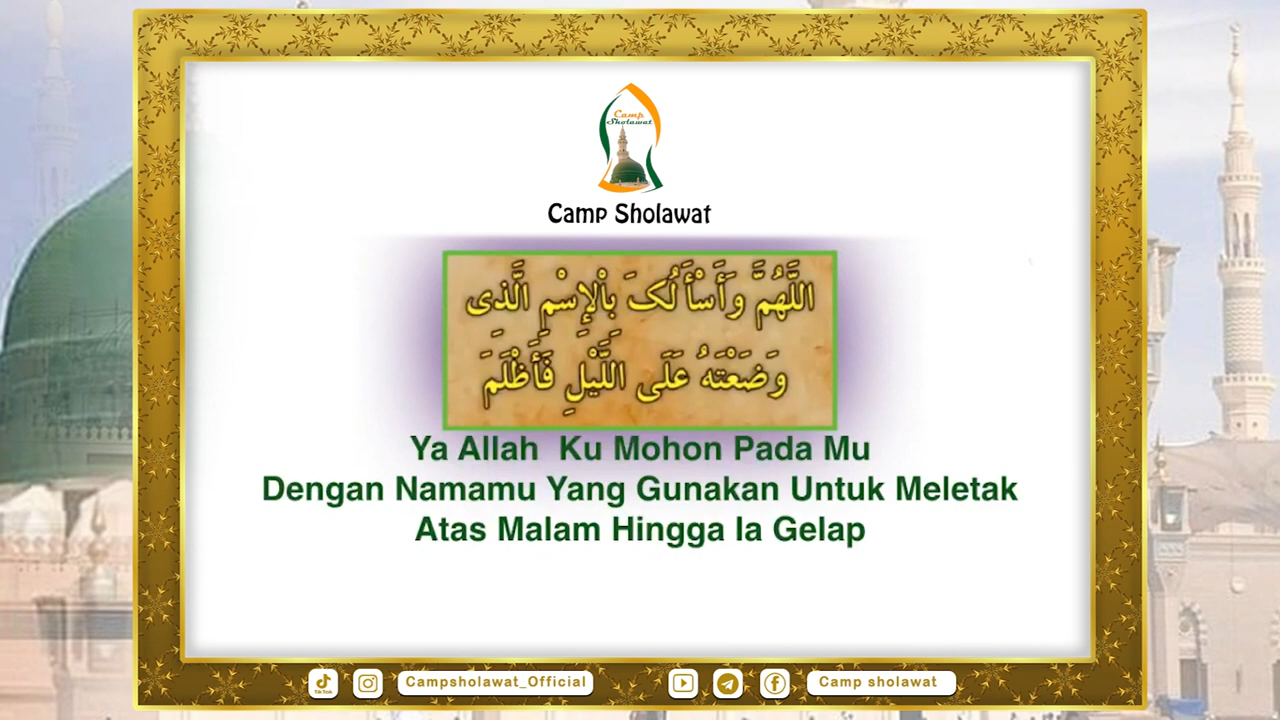 Camp
Sholawat
Camp Sholawat
اللَّهُمَّ وَأَسْأَلُكَ بِالْإِسْمِ الَّذِی
وَضَعْتَهُ عَلَى اللَّيْلِ فَأَظْلَمَ
Ya Allah Ku Mohon Pada Mu
Dengan Namamu Yang Gunakan Untuk Meletak
Atas Malam Hingga Ia Gelap
TikTok
Campsholawat_Official
Camp sholawat